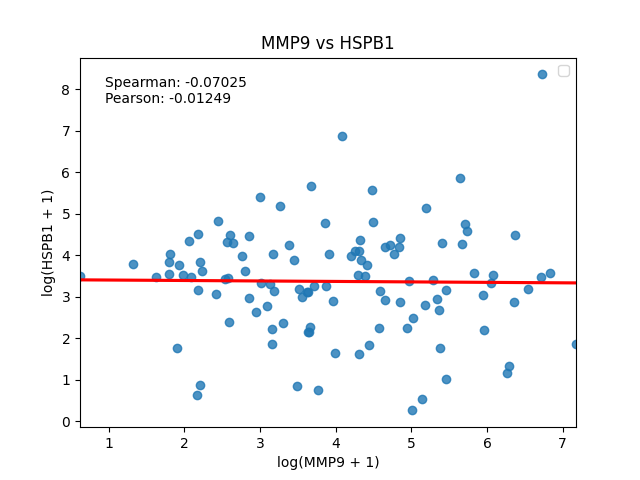 MMP9 vs HSPB1
Spearman: -0.07025
Pearson: -0.01249
log(HSPB1 + 1)
8
7
6
5
4
3
2
1
0
1 2 3 4 5 6 7
log(MMP9 + 1)